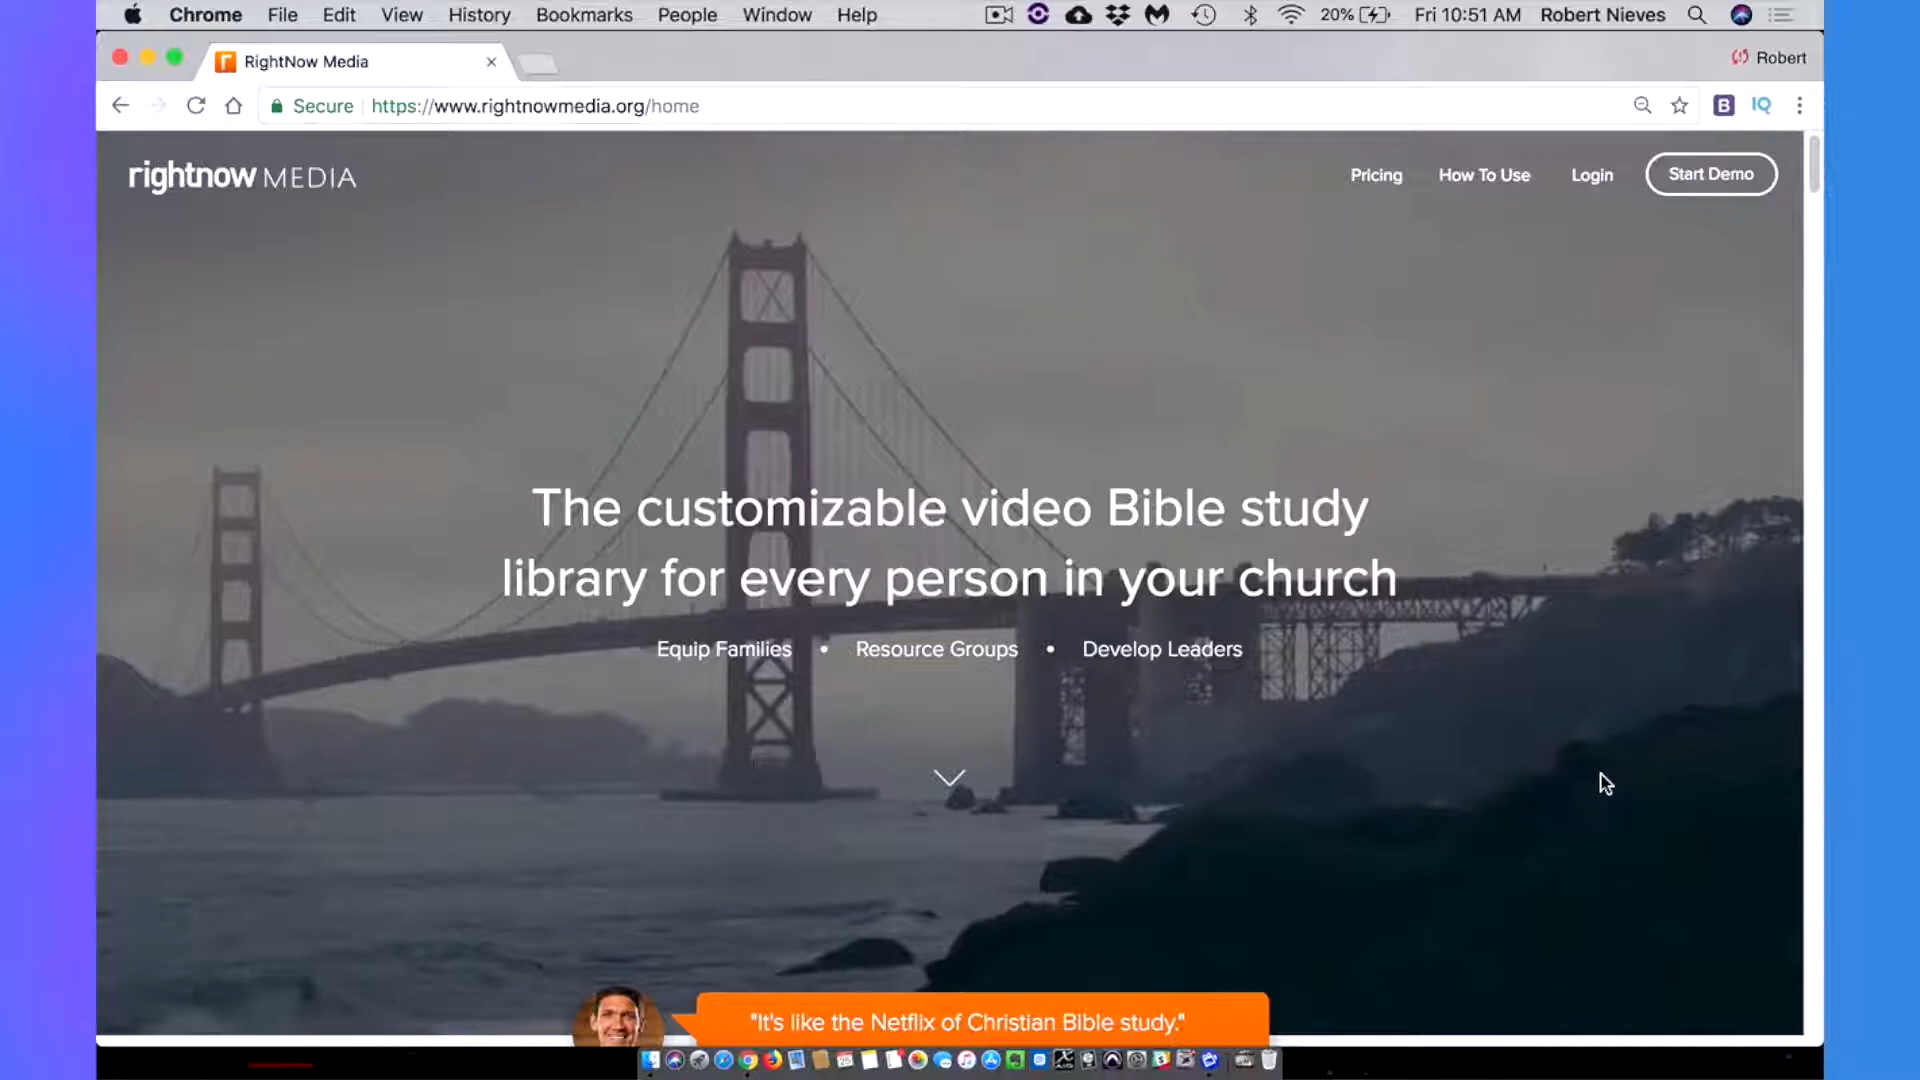 Chrome File Edit View History Bookmarks People Window Help 20% Fri 10:51 AM Robert Nieves
RightNow Media Robert
Secure https://www.rightnowmedia.org/home B IQ
rightnow MEDIA Pricing How To Use Login Start Demo
The customizable video Bible study
library for every person in your church
Equip Families • Resource Groups • Develop Leaders
"It's like the Netflix of Christian Bible study."